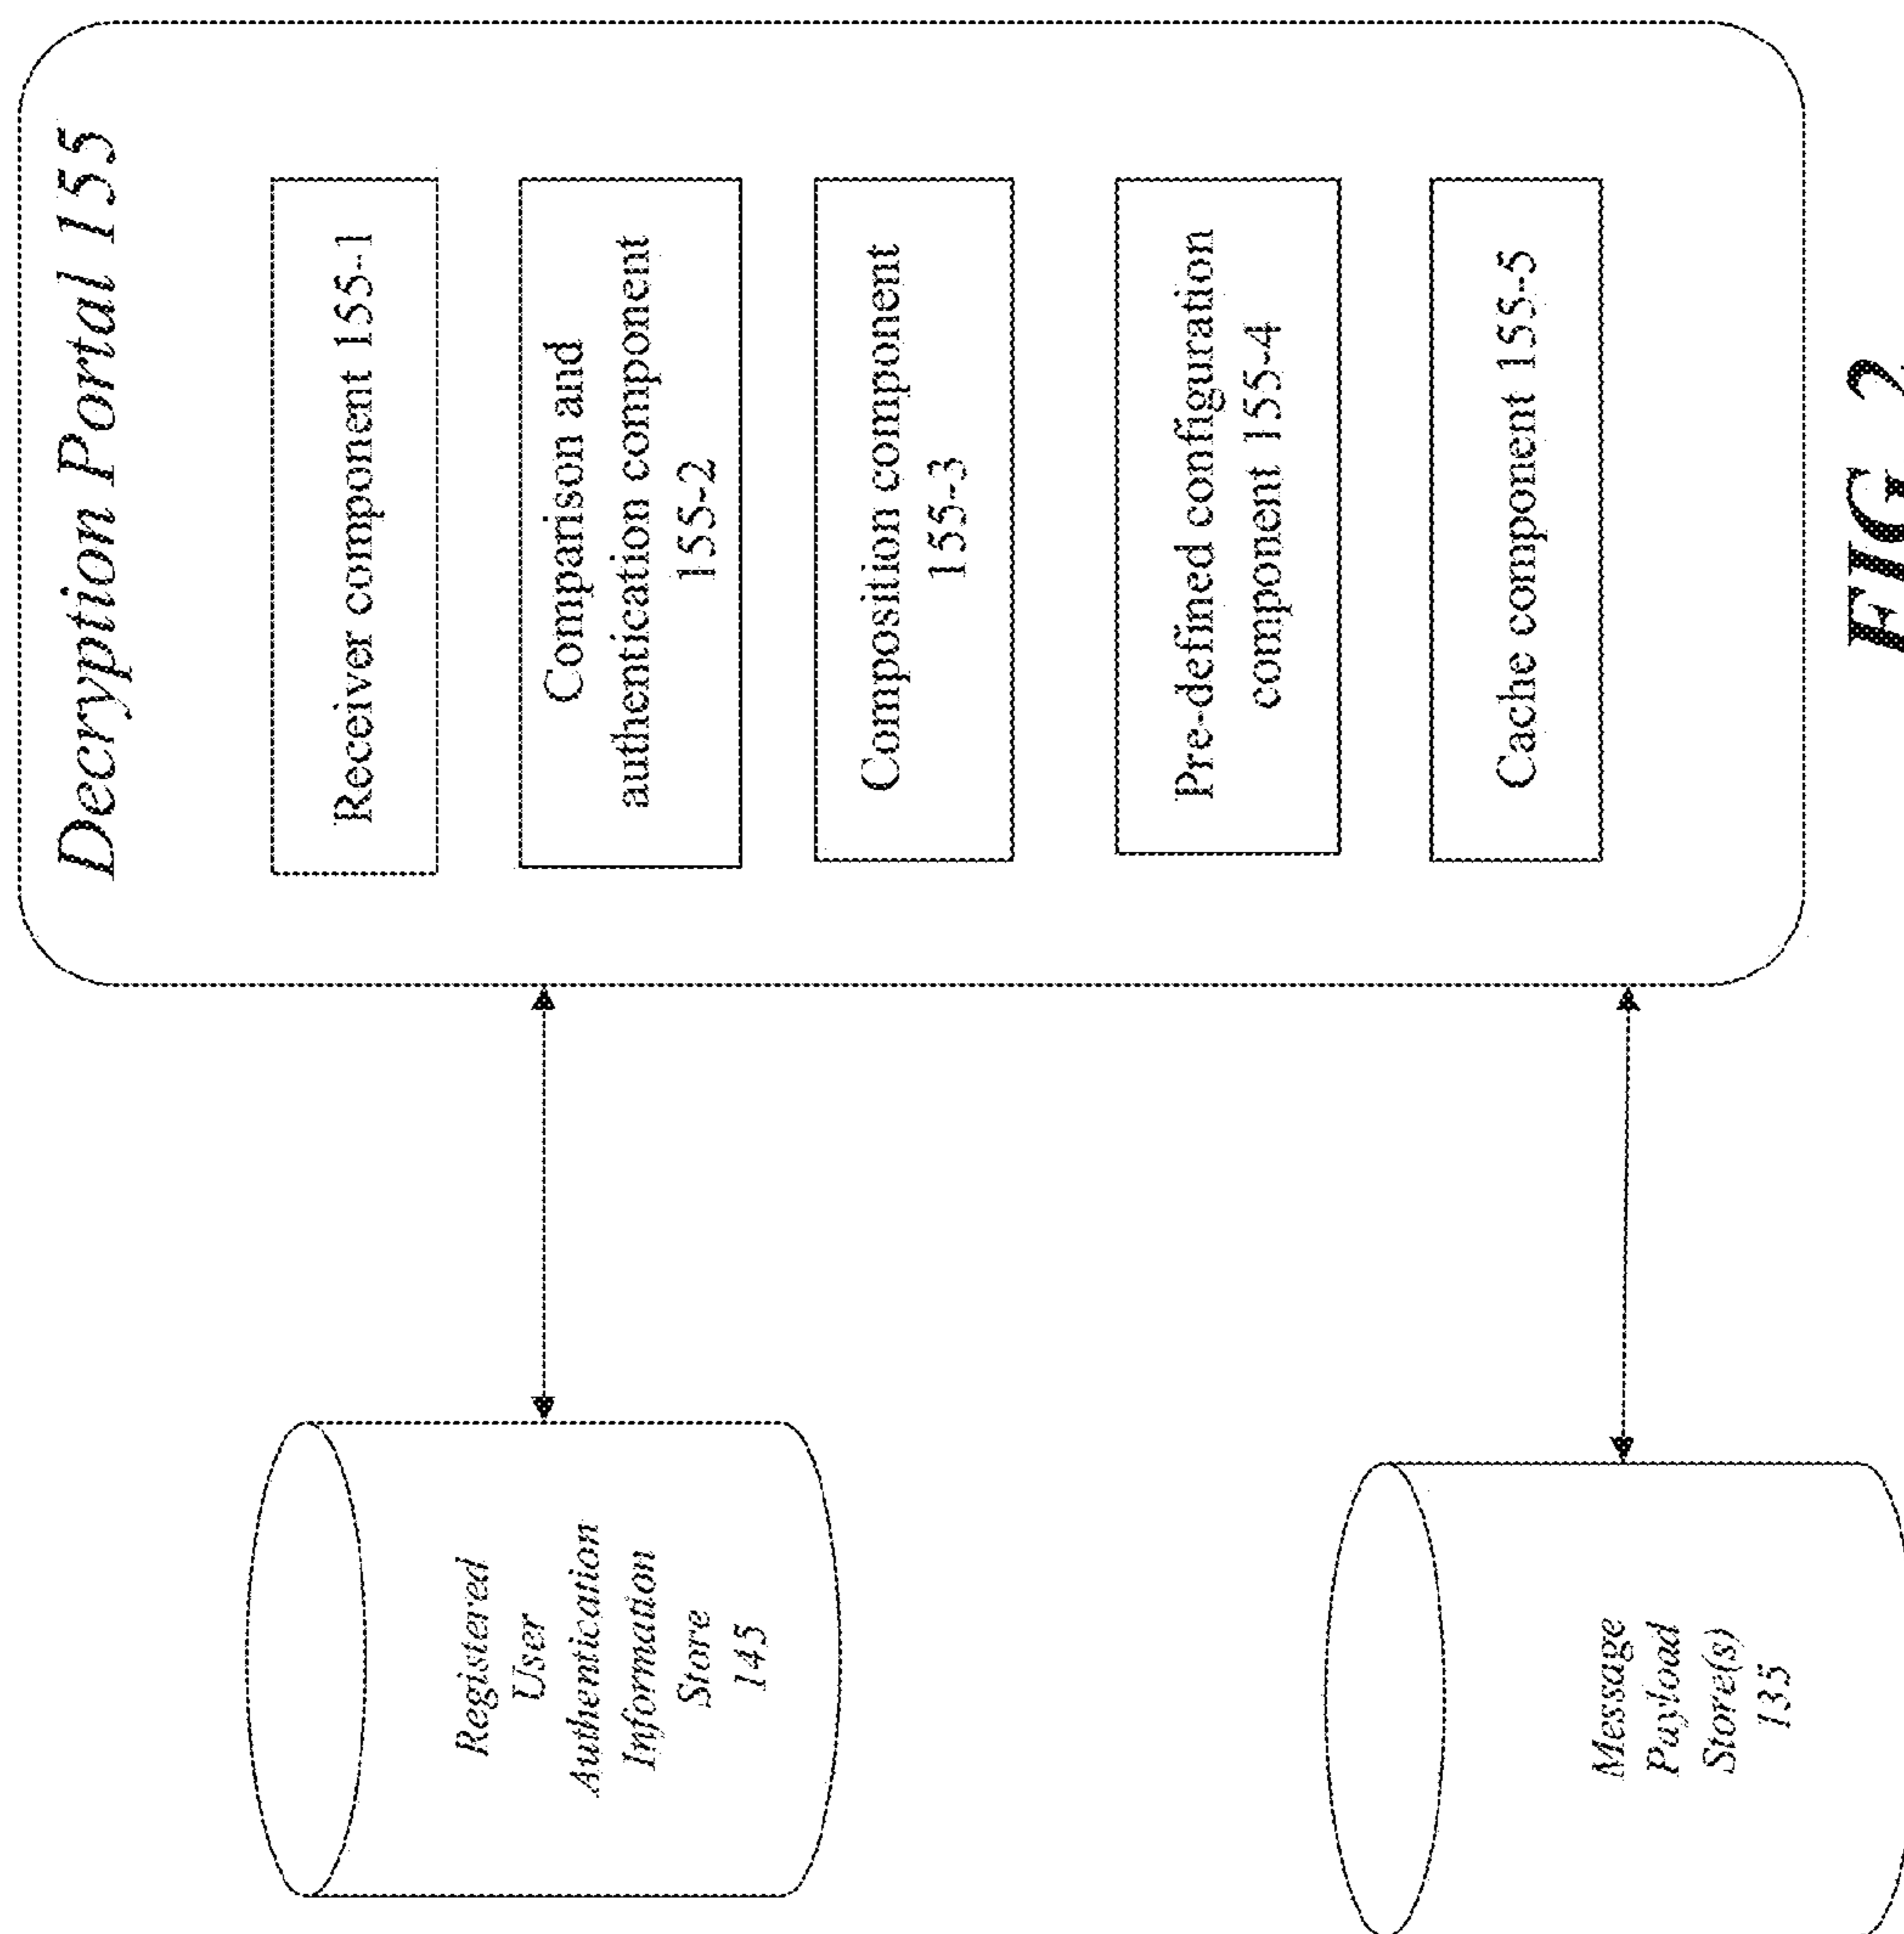 Decryption Portal 155
Receiver component 155-1
Comparison and
authentication component
155-2
Composition component
155-3
Pre-defined configuration
component 155-4
Cache component 155-5
Registered
User
Authentication
Information
Store
145
Message
Payload
Store(s)
135
FIG. 2